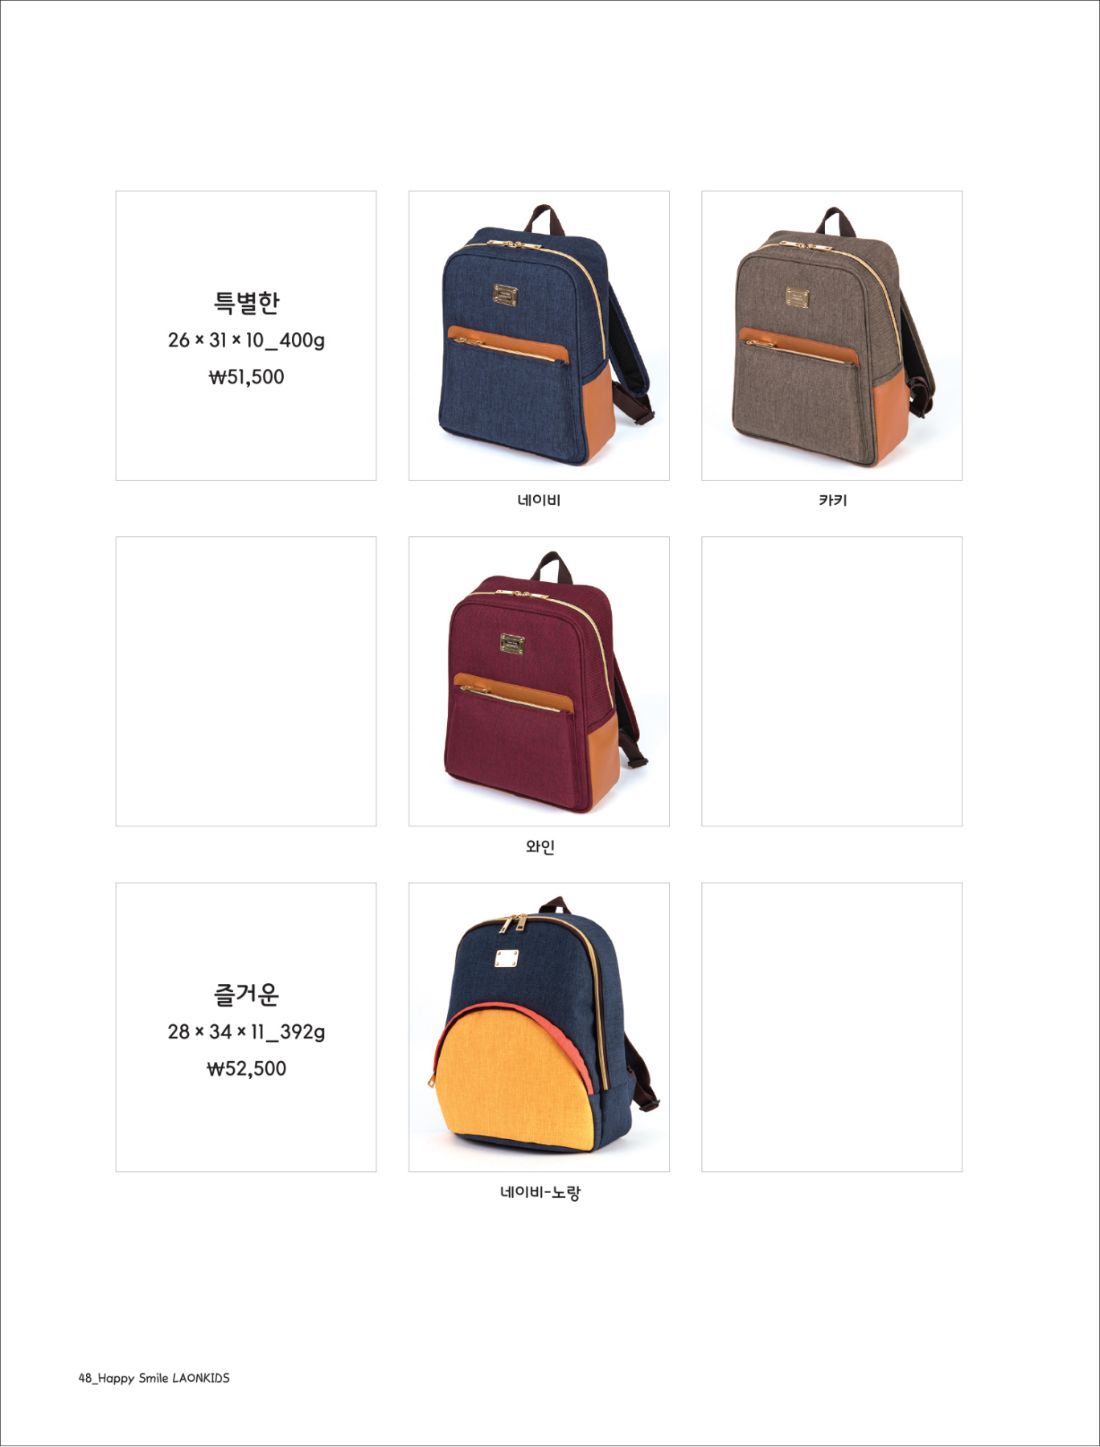 특별한
26 × 31 × 10_400g
₩51,500
네이비
카키
와인
즐거운
28 × 34 × 11_392g
₩52,500
네이비-노랑
48_Happy Smile LAONKIDS